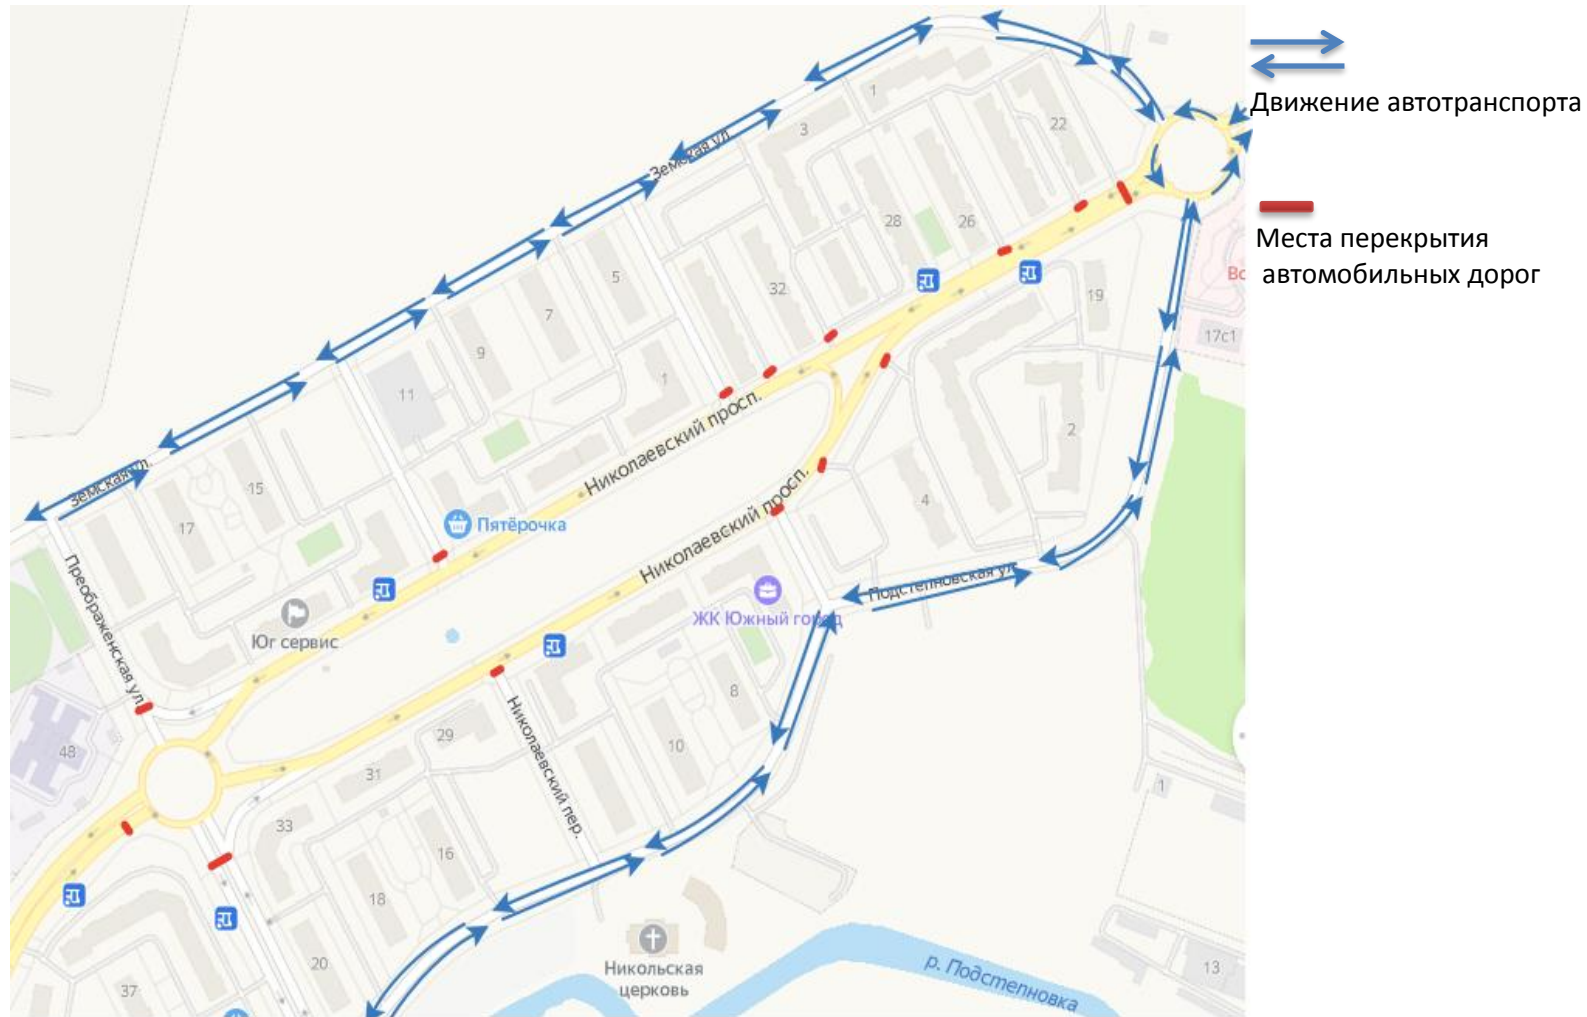 Движение автотранспорта
Места перекрытия
автомобильных дорог
1
3
22
Земская ул.
28
26
5
32
19
Вс
7
17с1
9
1
11
Николаевский просп.
2
Земская ул.
15
4
17
Пятёрочка
Николаевский просп.
Преображенская ул.
Подстепновская ул.
ЖК Южный город
Юг сервис
8
Николаевский пер.
48
29
10
31
1
33
16
18
20
Никольская
церковь
р. Подстепновка
13
37